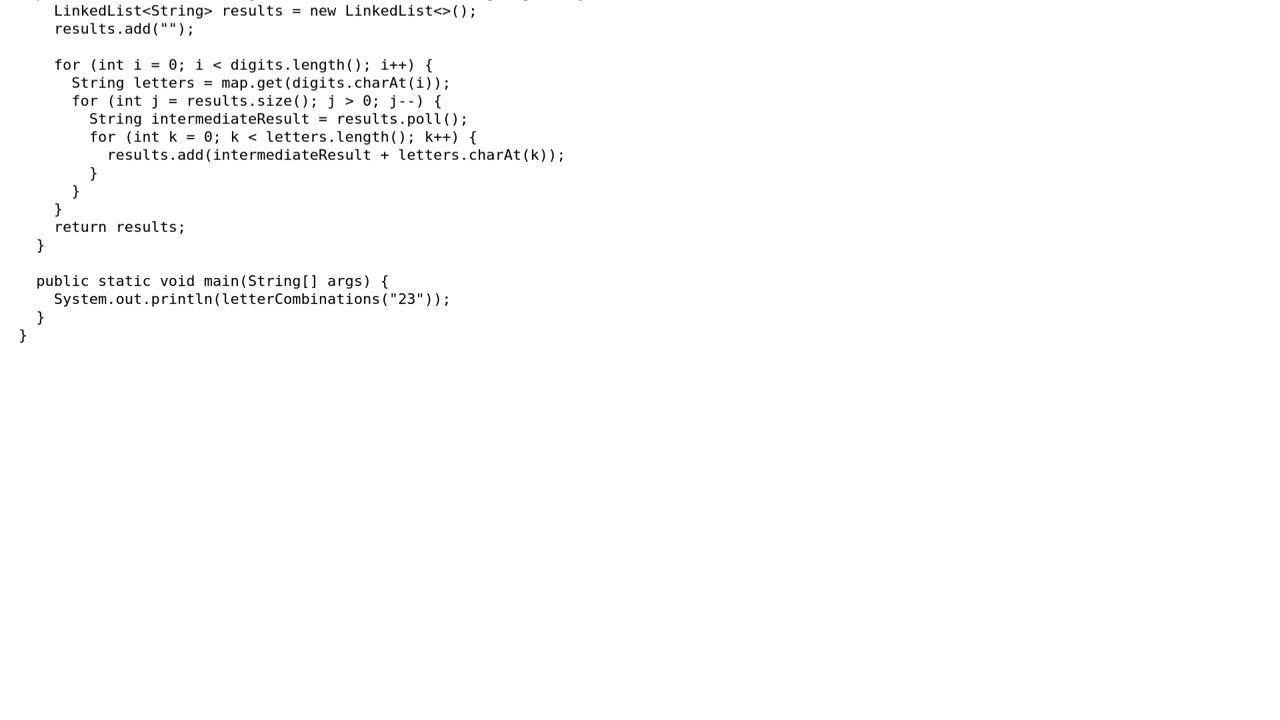 LinkedList<String> results = new LinkedList<>();
    results.add("");

    for (int i = 0; i < digits.length(); i++) {
      String letters = map.get(digits.charAt(i));
      for (int j = results.size(); j > 0; j--) {
        String intermediateResult = results.poll();
        for (int k = 0; k < letters.length(); k++) {
          results.add(intermediateResult + letters.charAt(k));
        }
      }
    }
    return results;
  }

  public static void main(String[] args) {
    System.out.println(letterCombinations("23"));
  }
}